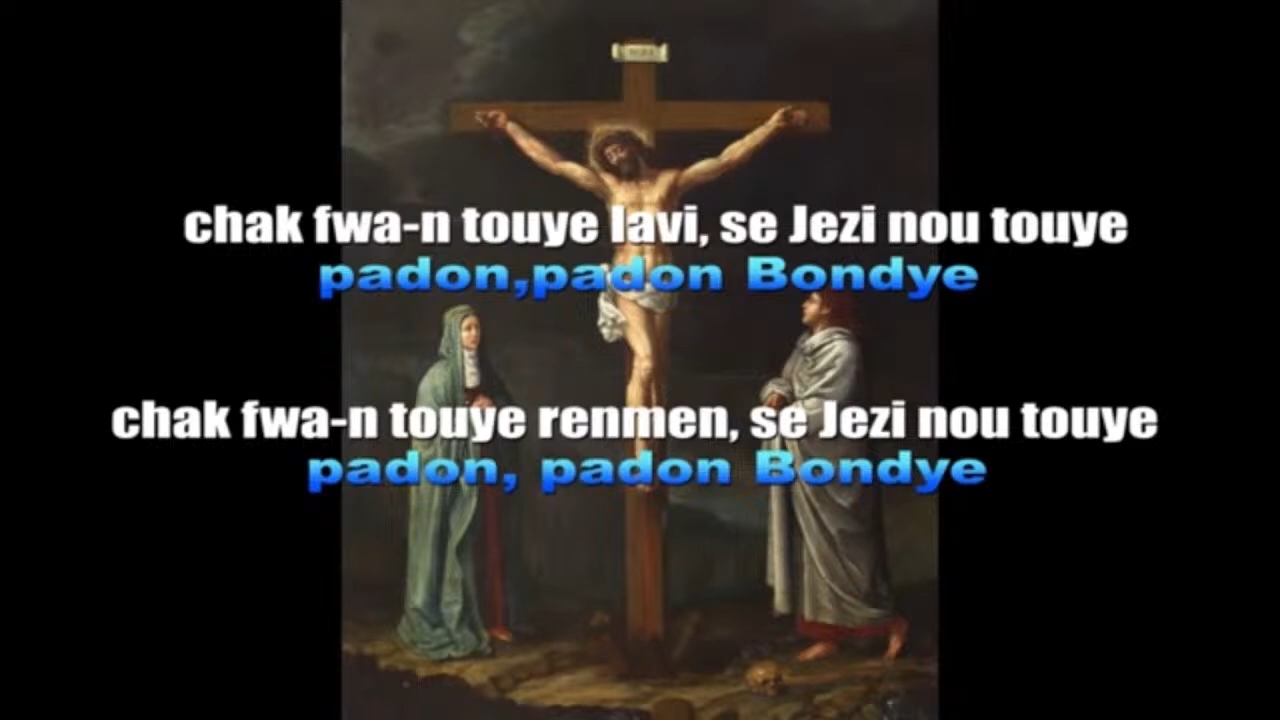 chak fwa-n touye lavi, se Jezi nou touye
padon,padon Bondye
chak fwa-n touye renmen, se Jezi nou touye
padon, padon Bondye